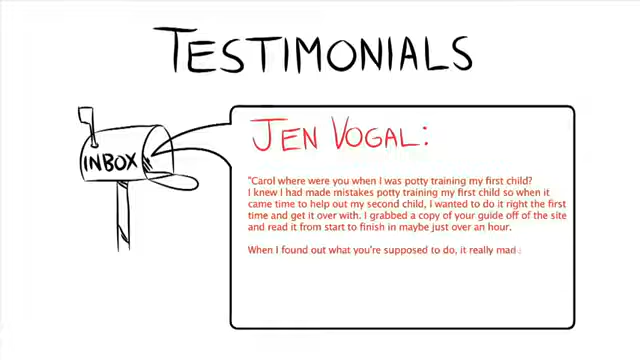 TESTIMONIALS
INBOX
JEN VOGAL:
"Carol where were you when I was potty training my first child?
I knew I had made mistakes potty training my first child so when it
came time to help out my second child, I wanted to do it right the first
time and get it over with. I grabbed a copy of your guide off of the site
and read it from start to finish in maybe just over an hour.
When I found out what you're supposed to do, it really mad